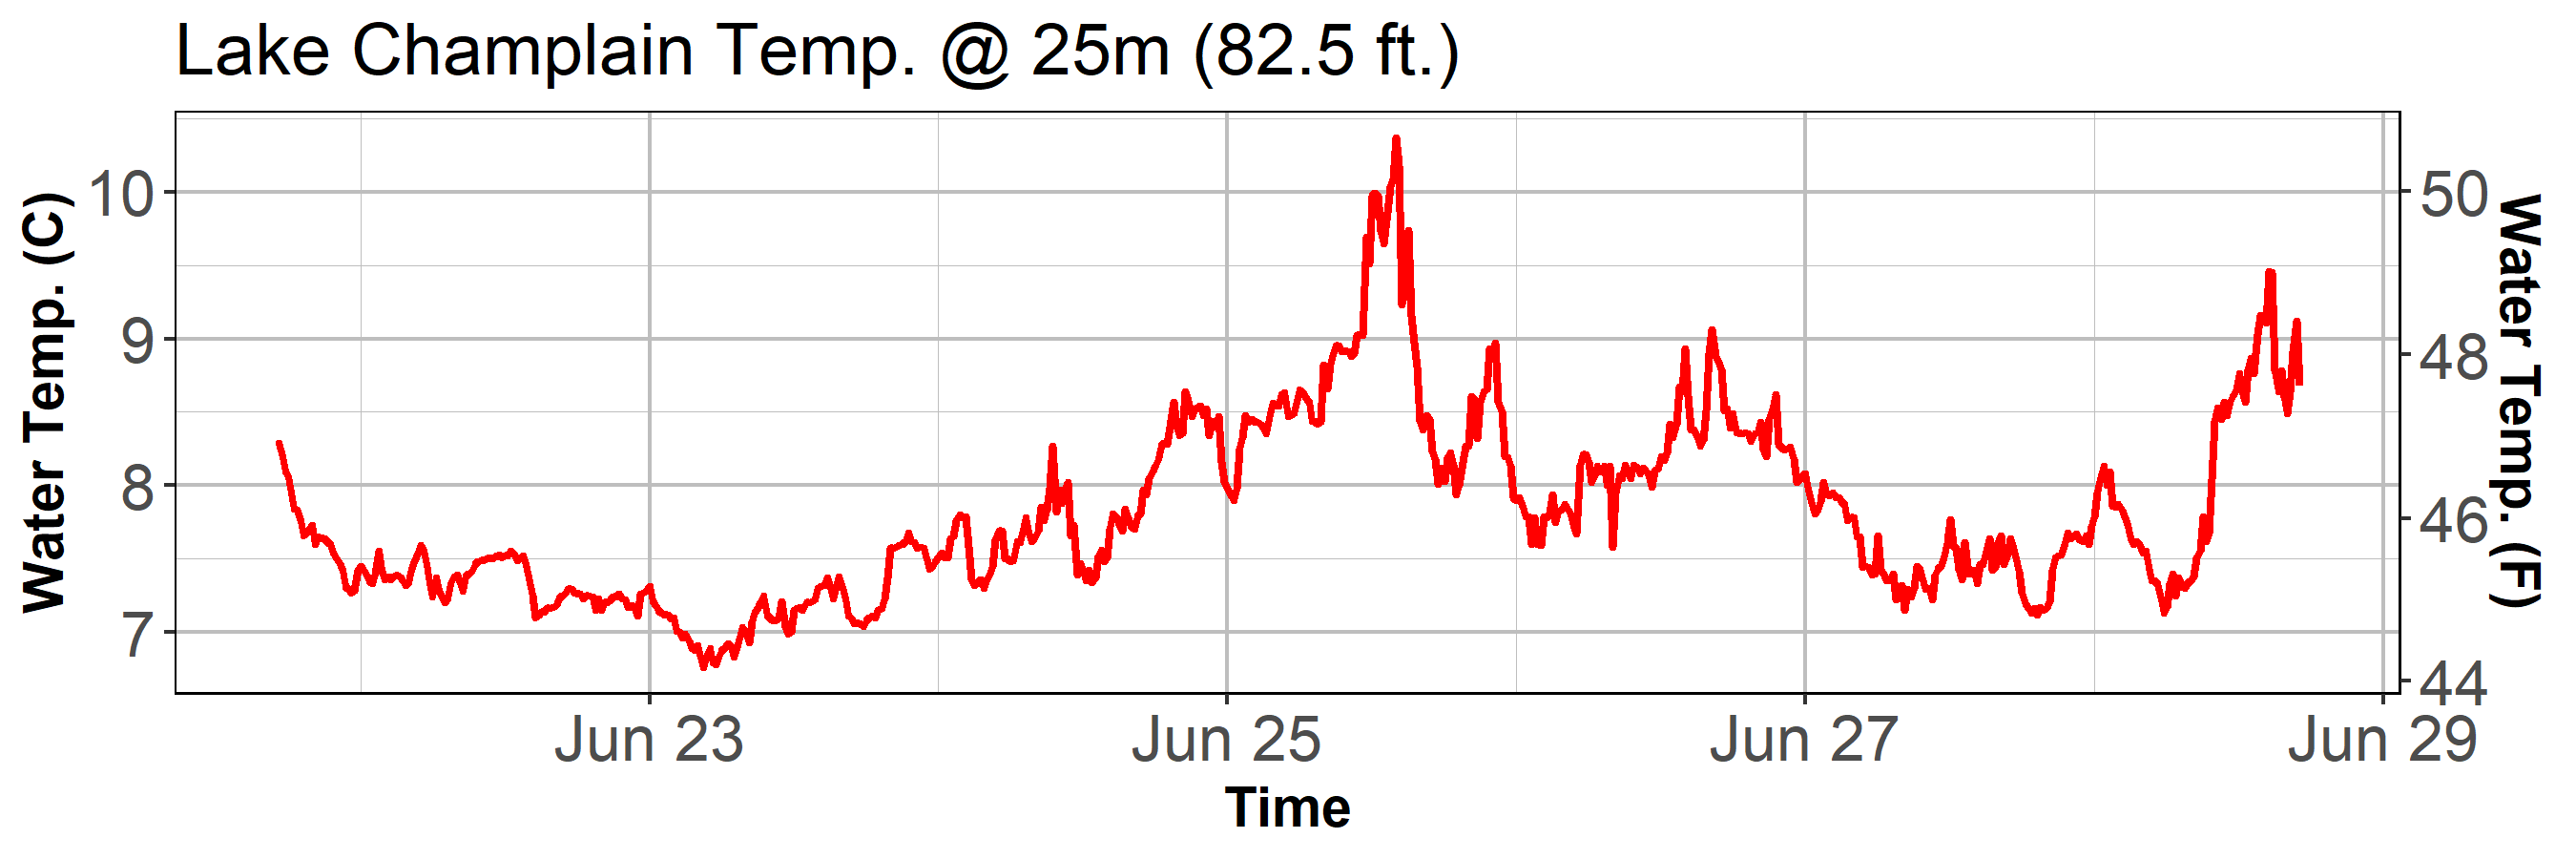 Lake Champlain Temp. @ 25m (82.5 ft.)
Water Temp. (C)
10
9
8
7
50
48
46
44
Water Temp. (F)
Jun 23
Jun 25
Jun 27
Jun 29
Time